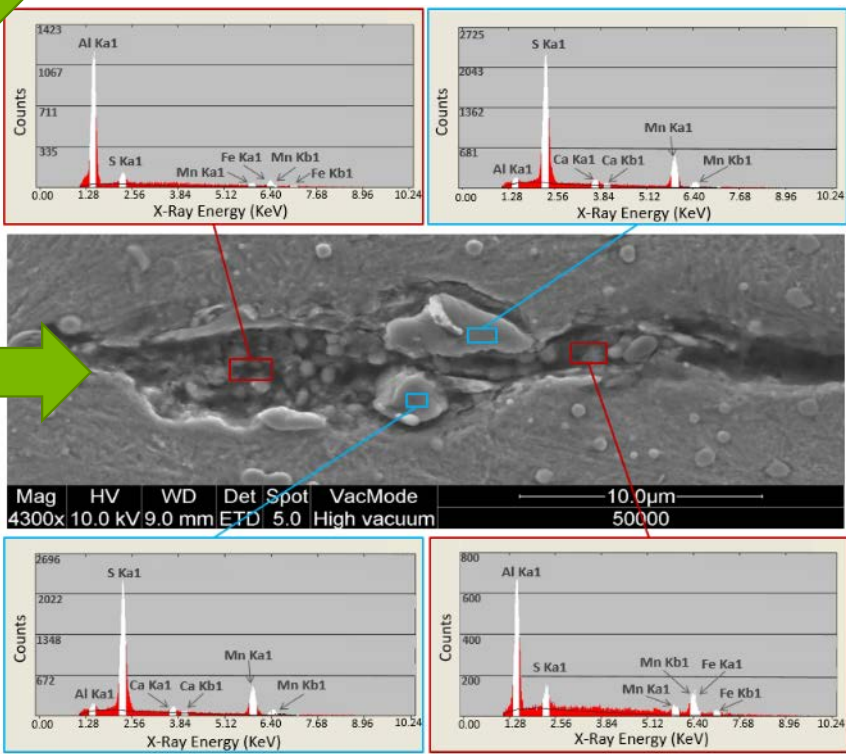 1423
1067
711
335
Counts
Al Ka1
S Ka1
Mn Ka1
Fe Ka1
Mn Kb1
Fe Kb1
0.00 1.28 2.56 3.84 5.12 6.40 7.68 8.96 10.24
X-Ray Energy (KeV)
2725
2043
1362
681
Counts
S Ka1
Al Ka1
Ca Ka1
Ca Kb1
Mn Ka1
Mn Kb1
0.00 1.28 2.56 3.84 5.12 6.40 7.68 8.96 10.24
X-Ray Energy (KeV)
Mag HV WD Det Spot VacMode 10.0µm
4300x 10.0 kV 9.0 mm ETD 5.0 High vacuum 50000
2696
2022
1348
672
Counts
S Ka1
Al Ka1
Ca Ka1
Ca Kb1
Mn Ka1
Mn Kb1
0.00 1.28 2.56 3.84 5.12 6.40 7.68 8.96 10.24
X-Ray Energy (KeV)
800
600
400
200
Counts
Al Ka1
S Ka1
Mn Ka1
Mn Kb1
Fe Ka1
Fe Kb1
0.00 1.28 2.56 3.84 5.12 6.40 7.68 8.96 10.24
X-Ray Energy (KeV)